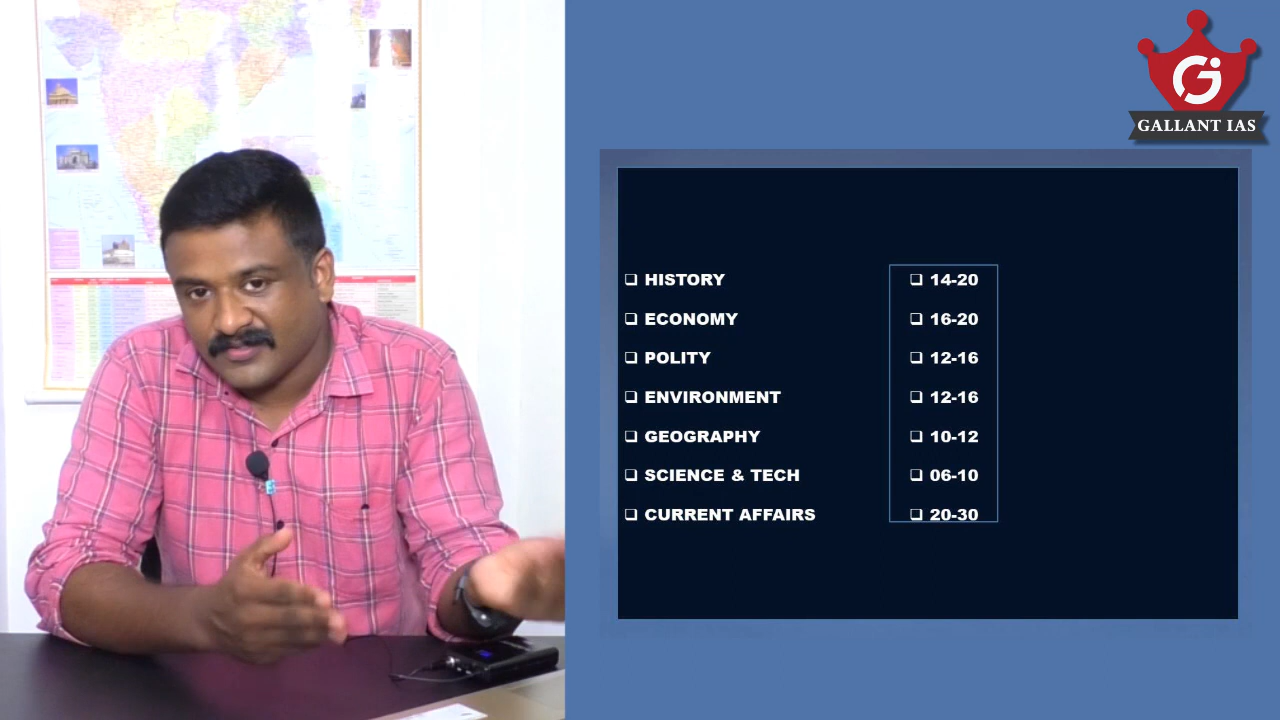 GALLANT IAS
❑ HISTORY ❑ 14-20
❑ ECONOMY ❑ 16-20
❑ POLITY ❑ 12-16
❑ ENVIRONMENT ❑ 12-16
❑ GEOGRAPHY ❑ 10-12
❑ SCIENCE & TECH ❑ 06-10
❑ CURRENT AFFAIRS ❑ 20-30